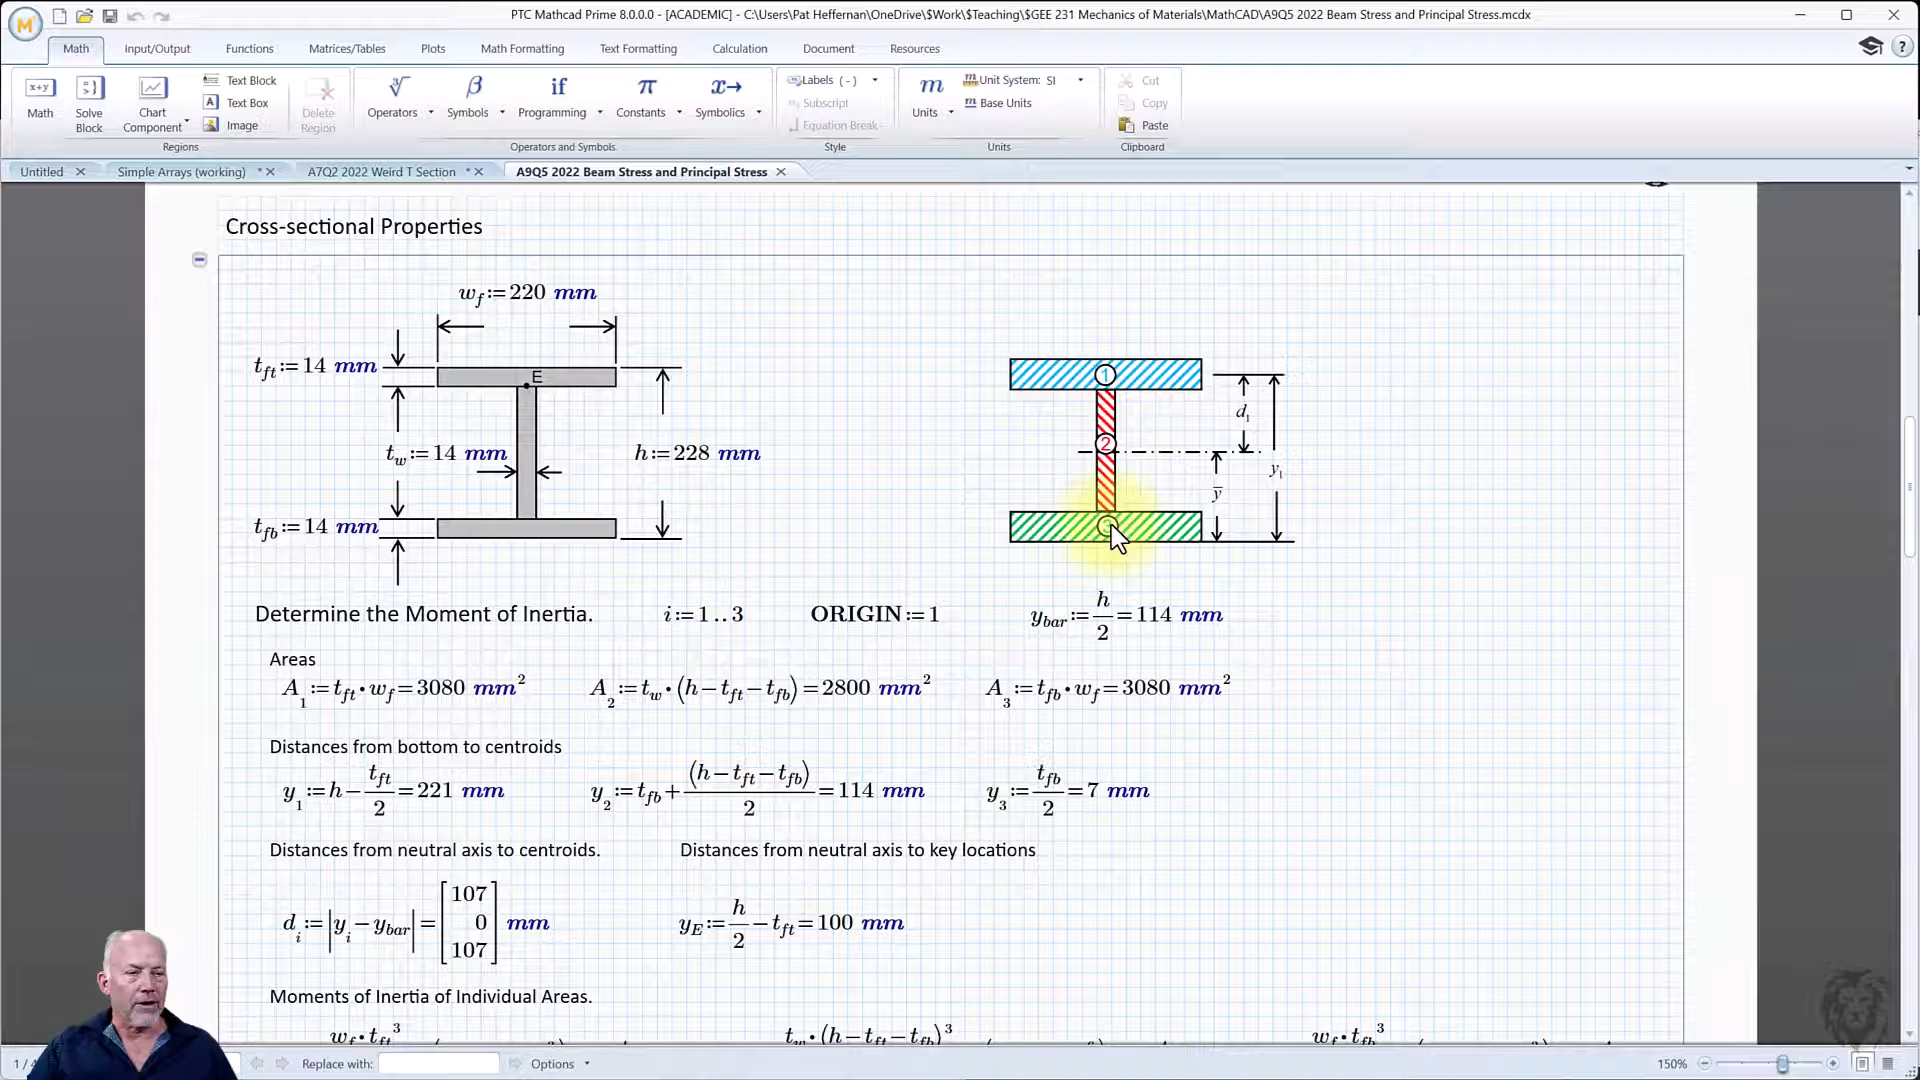 PTC Mathcad Prime 8.0.0.0 - [ACADEMIC] - C:\Users\Pat Heffernan\OneDrive\$Work\$Teaching\$GEE 231 Mechanics of Materials\MathCAD\A9Q5 2022 Beam Stress and Principal Stress.mcdx
M
Math Input/Output Functions Matrices/Tables Plots Math Formatting Text Formatting Calculation Document Resources
Math Solve Block Chart Component Text Block Text Box Image Delete Region
Operators Symbols Programming Constants Symbolics
Labels ( - ) Subscript Equation Break
Units Unit System: SI Base Units
Cut Copy Paste
Regions Operators and Symbols Style Units Clipboard
Untitled Simple Arrays (working) * A7Q2 2022 Weird T Section * A9Q5 2022 Beam Stress and Principal Stress
Cross-sectional Properties
w_f:=220 mm
t_ft:=14 mm
E
t_w:=14 mm
h:=228 mm
t_fb:=14 mm
1
2
d₁
y₁
ȳ
Determine the Moment of Inertia. i:=1..3 ORIGIN:=1 y_bar:=h/2=114 mm
Areas
A_1:=t_ft•w_f=3080 mm² A_2:=t_w•(h−t_ft−t_fb)=2800 mm² A_3:=t_fb•w_f=3080 mm²
Distances from bottom to centroids
y_1:=h−t_ft/2=221 mm y_2:=t_fb+(h−t_ft−t_fb)/2=114 mm y_3:=t_fb/2=7 mm
Distances from neutral axis to centroids. Distances from neutral axis to key locations
d_i:=|y_i−y_bar|=[107 0 107] mm y_E:=h/2−t_ft=100 mm
Moments of Inertia of Individual Areas.
w_f•t_ft³ t_w•(h−t_ft−t_fb)³ w_f•t_fb³
Replace with: Options 150%